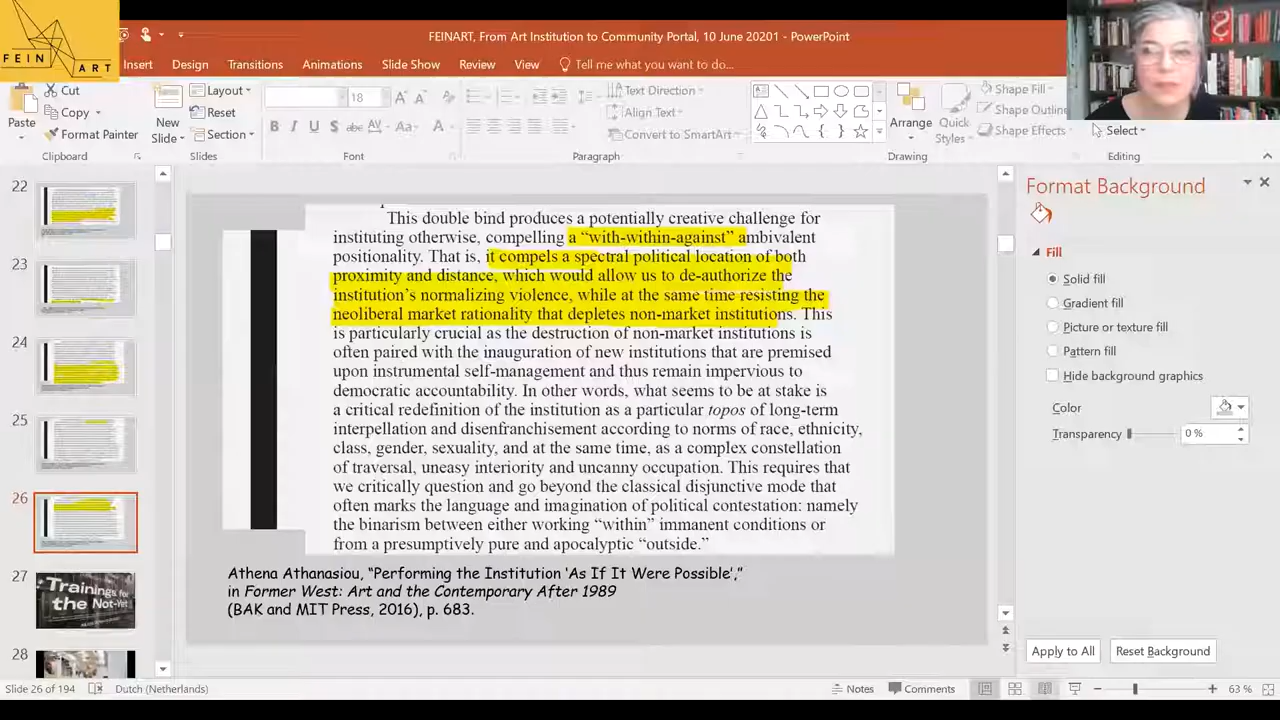 FEIN
ART
FEINART, From Art Institution to Community Portal, 10 June 20201 - PowerPoint
Insert Design Transitions Animations Slide Show Review View Tell me what you want to do...
Paste
Cut
Copy
Format Painter
Clipboard
New
Slide
Layout
Reset
Section
Slides
18
B I U S abc AV Aa A
Font
Text Direction
Align Text
Convert to SmartArt
Paragraph
Arrange
Quick
Styles
Shape Fill
Shape Outline
Shape Effects
Drawing
Select
Editing
22
23
24
25
26
27
Trainings for
the Not-Yet
28
This double bind produces a potentially creative challenge for
instituting otherwise, compelling a “with-within-against” ambivalent
positionality. That is, it compels a spectral political location of both
proximity and distance, which would allow us to de-authorize the
institution’s normalizing violence, while at the same time resisting the
neoliberal market rationality that depletes non-market institutions. This
is particularly crucial as the destruction of non-market institutions is
often paired with the inauguration of new institutions that are premised
upon instrumental self-management and thus remain impervious to
democratic accountability. In other words, what seems to be at stake is
a critical redefinition of the institution as a particular topos of long-term
interpellation and disenfranchisement according to norms of race, ethnicity,
class, gender, sexuality, and at the same time, as a complex constellation
of traversal, uneasy interiority and uncanny occupation. This requires that
we critically question and go beyond the classical disjunctive mode that
often marks the language and imagination of political contestation: namely
the binarism between either working “within” immanent conditions or
from a presumptively pure and apocalyptic “outside.”
Athena Athanasiou, “Performing the Institution ‘As If It Were Possible’,”
in Former West: Art and the Contemporary After 1989
(BAK and MIT Press, 2016), p. 683.
Format Background
Fill
Solid fill
Gradient fill
Picture or texture fill
Pattern fill
Hide background graphics
Color
Transparency 0 %
Apply to All Reset Background
Slide 26 of 194 Dutch (Netherlands) Notes Comments 63 %